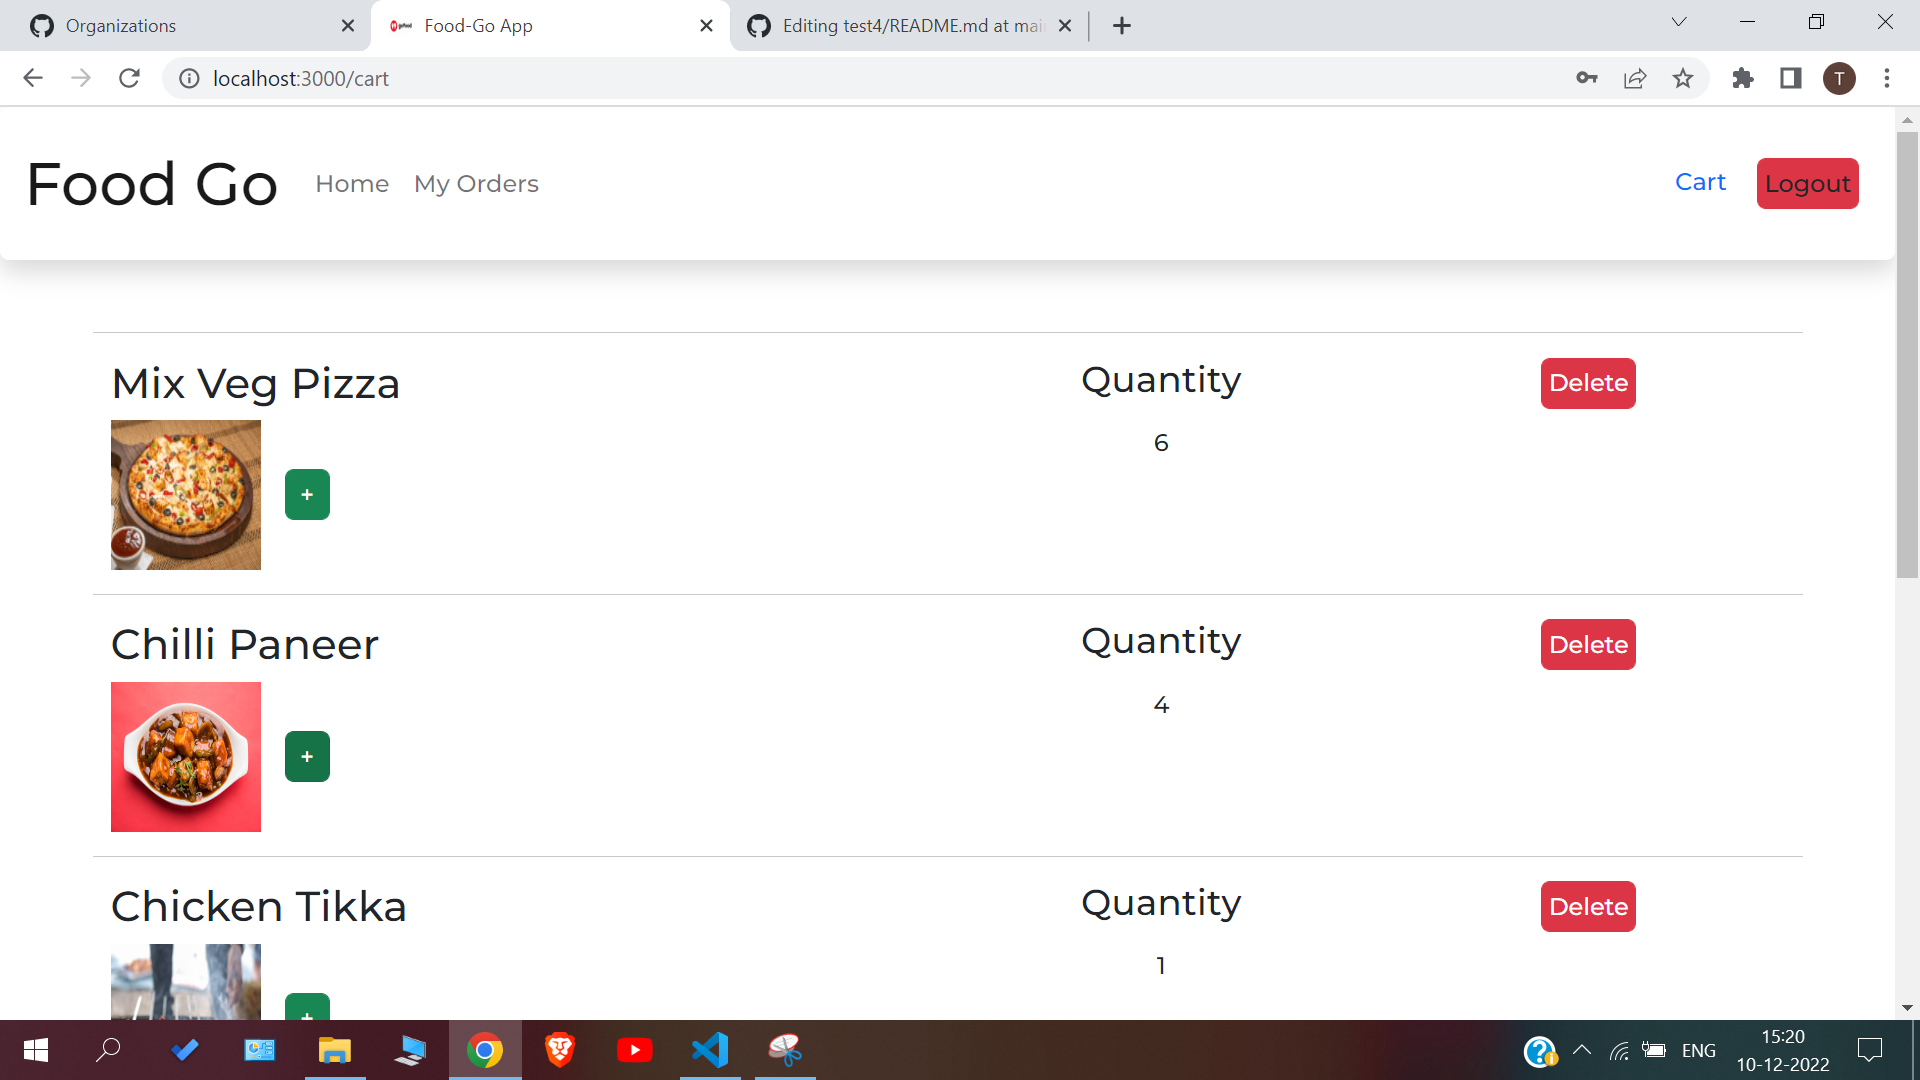 Organizations
Food-Go App
Editing test4/README.md at mai
localhost:3000/cart
T
Food Go
Home
My Orders
Cart
Logout
Mix Veg Pizza
Quantity
Delete
6
+
Chilli Paneer
Quantity
Delete
4
+
Chicken Tikka
Quantity
Delete
1
+
ENG
15:20
10-12-2022